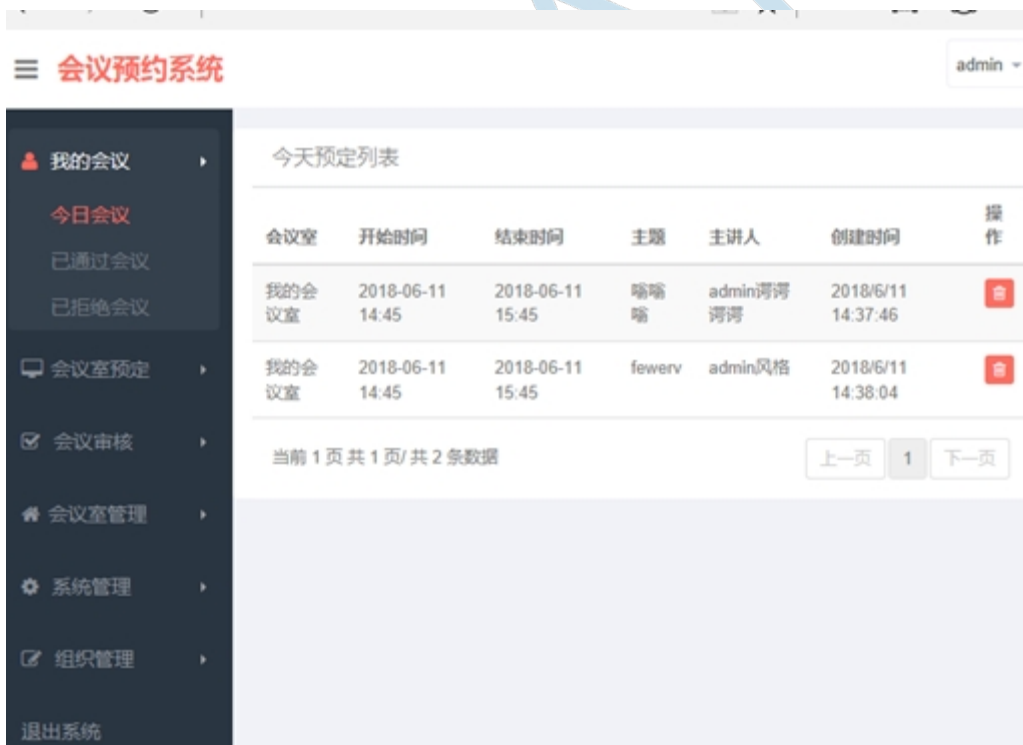 会议预约系统
admin
我的会议
今日会议
已通过会议
已拒绝会议
会议室预定
会议审核
会议室管理
系统管理
组织管理
退出系统
今天预定列表
会议室 开始时间 结束时间 主题 主讲人 创建时间 操
作
我的会 2018-06-11 2018-06-11 嗡嗡 admin谔谔 2018/6/11
议室 14:45 15:45 嗡 谔谔 14:37:46
我的会 2018-06-11 2018-06-11 fewerv admin风格 2018/6/11
议室 14:45 15:45 14:38:04
当前 1 页 共 1 页/ 共 2 条数据
上一页 1 下一页